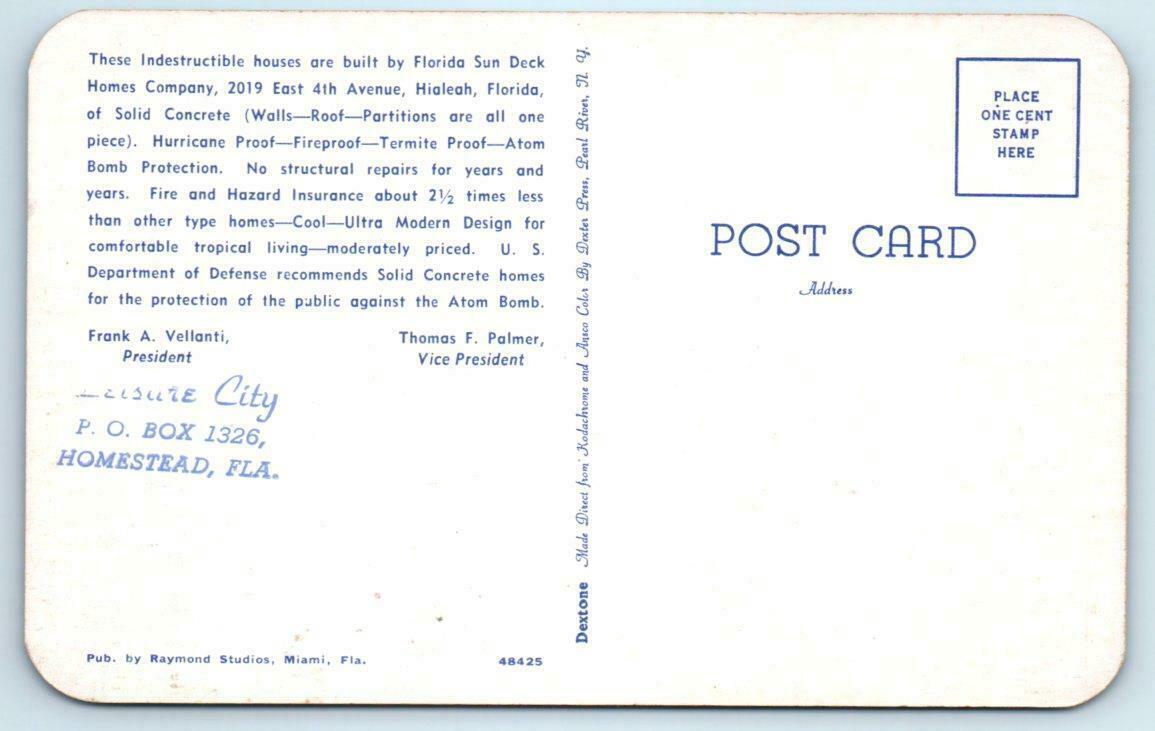 These Indestructible houses are built by Florida Sun Deck
Homes Company, 2019 East 4th Avenue, Hialeah, Florida,
of Solid Concrete (Walls—Roof—Partitions are all one
piece). Hurricane Proof—Fireproof—Termite Proof—Atom
Bomb Protection. No structural repairs for years and
years. Fire and Hazard Insurance about 2½ times less
than other type homes—Cool—Ultra Modern Design for
comfortable tropical living—moderately priced. U. S.
Department of Defense recommends Solid Concrete homes
for the protection of the public against the Atom Bomb.
Frank A. Vellanti,
President
Thomas F. Palmer,
Vice President
Leisure City
P. O. BOX 1326,
HOMESTEAD, FLA.
Pub. by Raymond Studios, Miami, Fla.
48425
Dextone Made Direct from Kodachrome and Ansco Color By Dexter Press, Pearl River, N. Y.
PLACE
ONE CENT
STAMP
HERE
POST CARD
Address